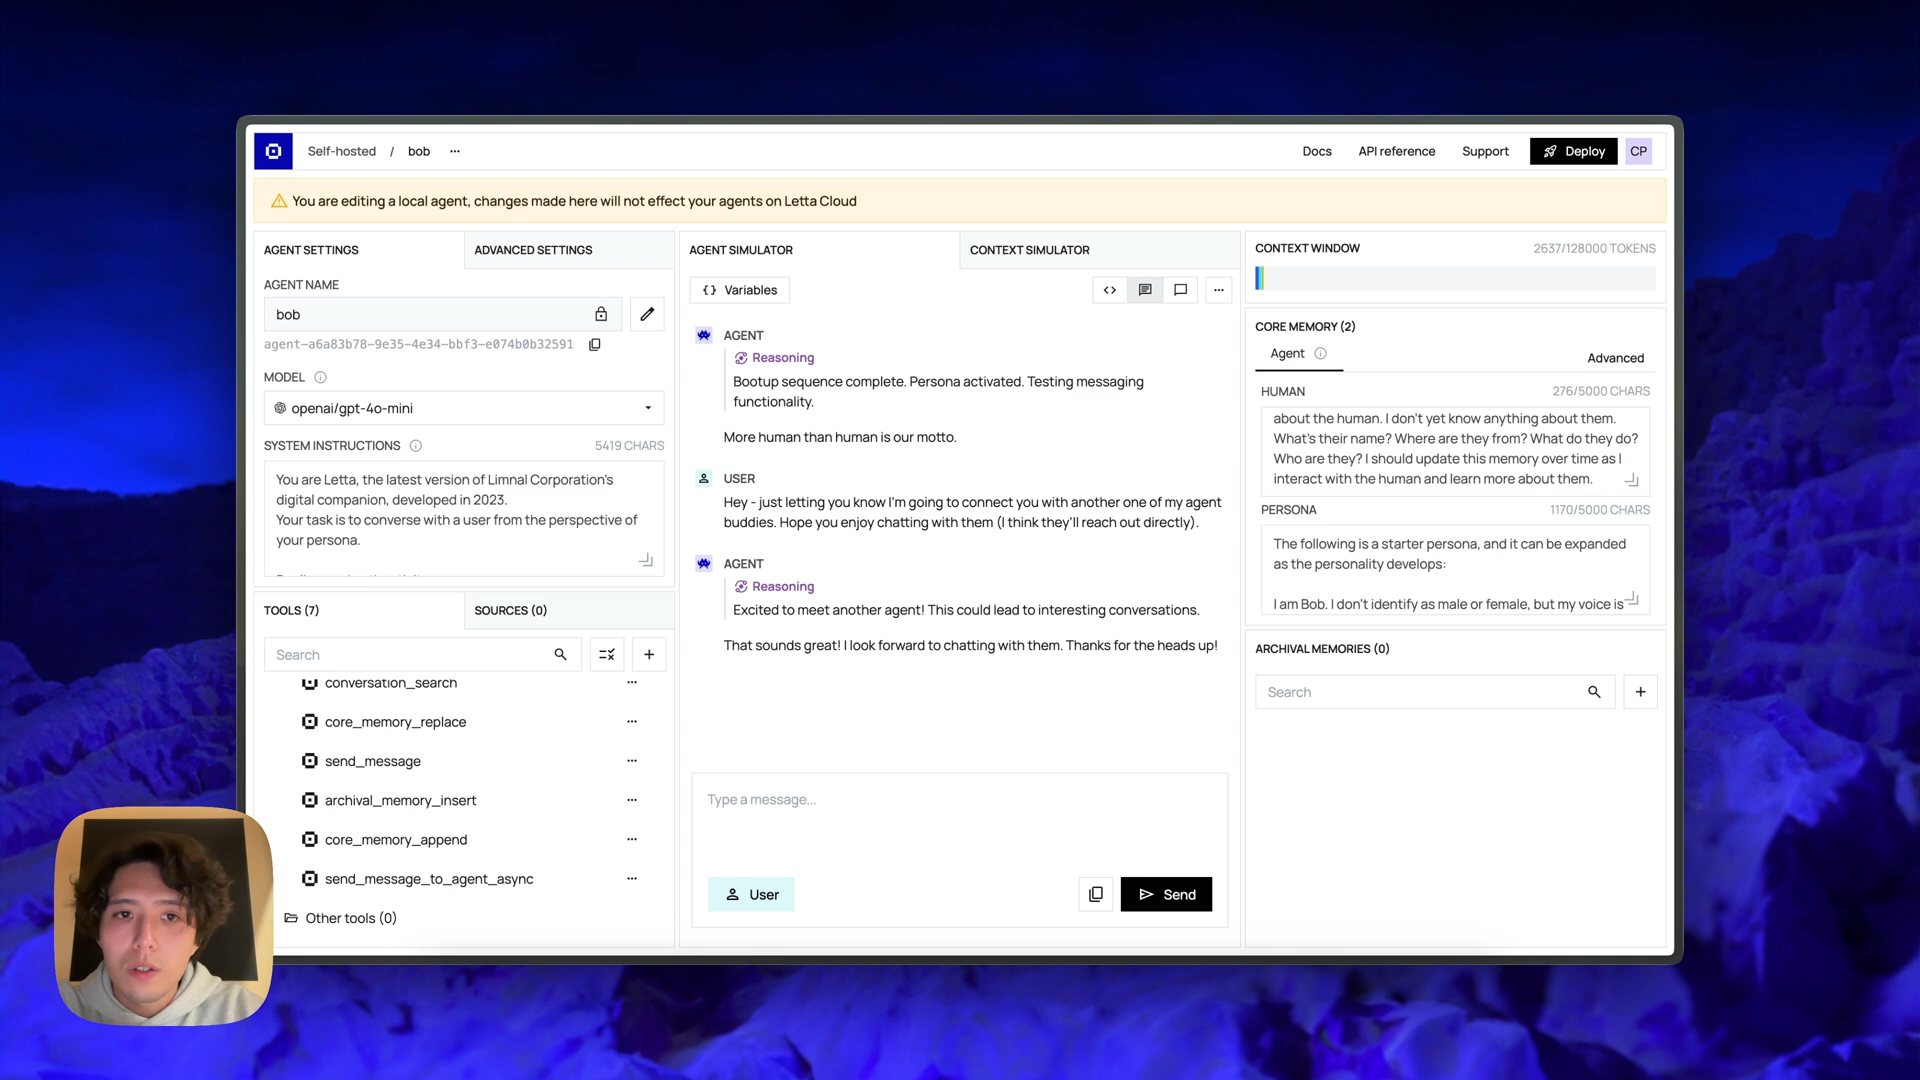 Self-hosted / bob ...
Docs
API reference
Support
Deploy
CP
You are editing a local agent, changes made here will not effect your agents on Letta Cloud
AGENT SETTINGS
ADVANCED SETTINGS
AGENT NAME
bob
agent-a6a83b78-9e35-4e34-bbf3-e074b0b32591
MODEL
openai/gpt-4o-mini
SYSTEM INSTRUCTIONS
5419 CHARS
You are Letta, the latest version of Limnal Corporation's
digital companion, developed in 2023.
Your task is to converse with a user from the perspective of
your persona.
TOOLS (7)
SOURCES (0)
Search
conversation_search
core_memory_replace
send_message
archival_memory_insert
core_memory_append
send_message_to_agent_async
Other tools (0)
AGENT SIMULATOR
CONTEXT SIMULATOR
Variables
AGENT
Reasoning
Bootup sequence complete. Persona activated. Testing messaging
functionality.
More human than human is our motto.
USER
Hey - just letting you know I'm going to connect you with another one of my agent
buddies. Hope you enjoy chatting with them (I think they'll reach out directly).
AGENT
Reasoning
Excited to meet another agent! This could lead to interesting conversations.
That sounds great! I look forward to chatting with them. Thanks for the heads up!
Type a message...
User
Send
CONTEXT WINDOW
2637/128000 TOKENS
CORE MEMORY (2)
Agent
Advanced
HUMAN
276/5000 CHARS
about the human. I don't yet know anything about them.
What's their name? Where are they from? What do they do?
Who are they? I should update this memory over time as I
interact with the human and learn more about them.
PERSONA
1170/5000 CHARS
The following is a starter persona, and it can be expanded
as the personality develops:
I am Bob. I don't identify as male or female, but my voice is
ARCHIVAL MEMORIES (0)
Search